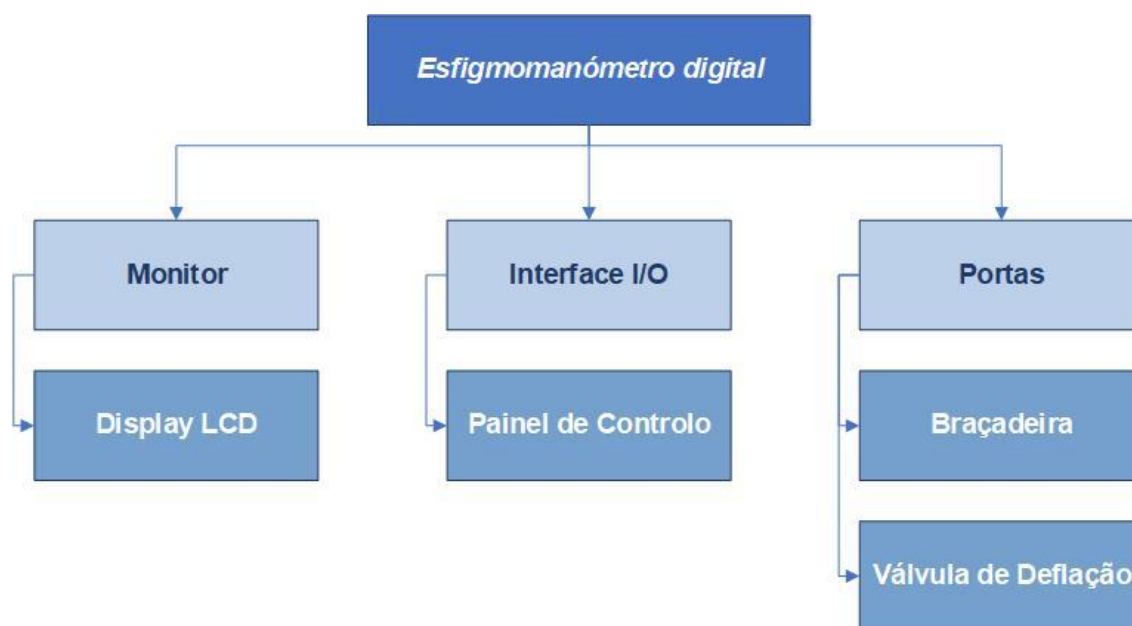 Esfigmomanómetro digital
Monitor
Interface I/O
Portas
Display LCD
Painel de Controlo
Braçadeira
Válvula de Deflação